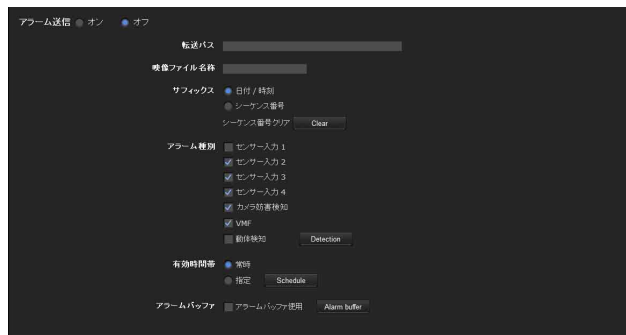 アラーム送信 オン オフ
転送パス
映像ファイル名称
サフィックス 日付 / 時刻
シーケンス番号
シーケンス番号クリア Clear
アラーム種別 センサー入力 1
センサー入力 2
センサー入力 3
センサー入力 4
カメラ妨害検知
VMF
動体検知 Detection
有効時間帯 常時
指定 Schedule
アラームバッファ アラームバッファ使用 Alarm buffer